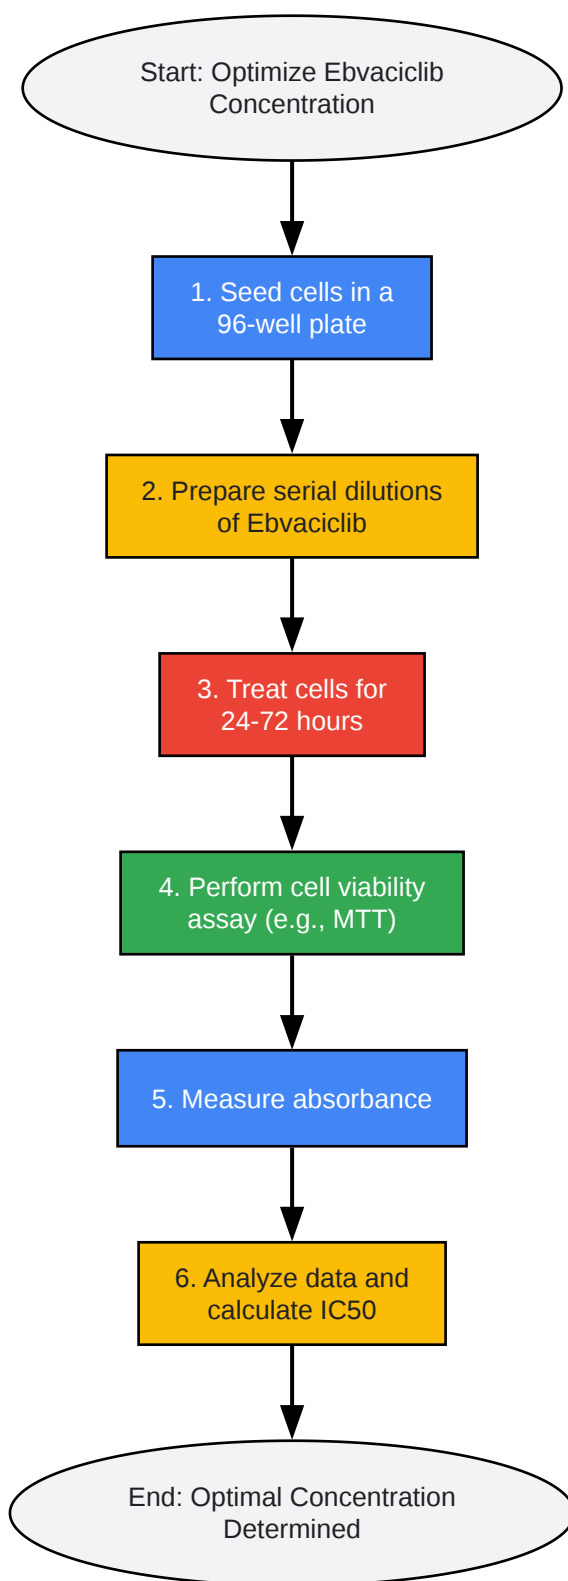 Start: Optimize Ebvaciclib
Concentration
1. Seed cells in a
96-well plate
2. Prepare serial dilutions
of Ebvaciclib
3. Treat cells for
24-72 hours
4. Perform cell viability
assay (e.g., MTT)
5. Measure absorbance
6. Analyze data and
calculate IC50
End: Optimal Concentration
Determined